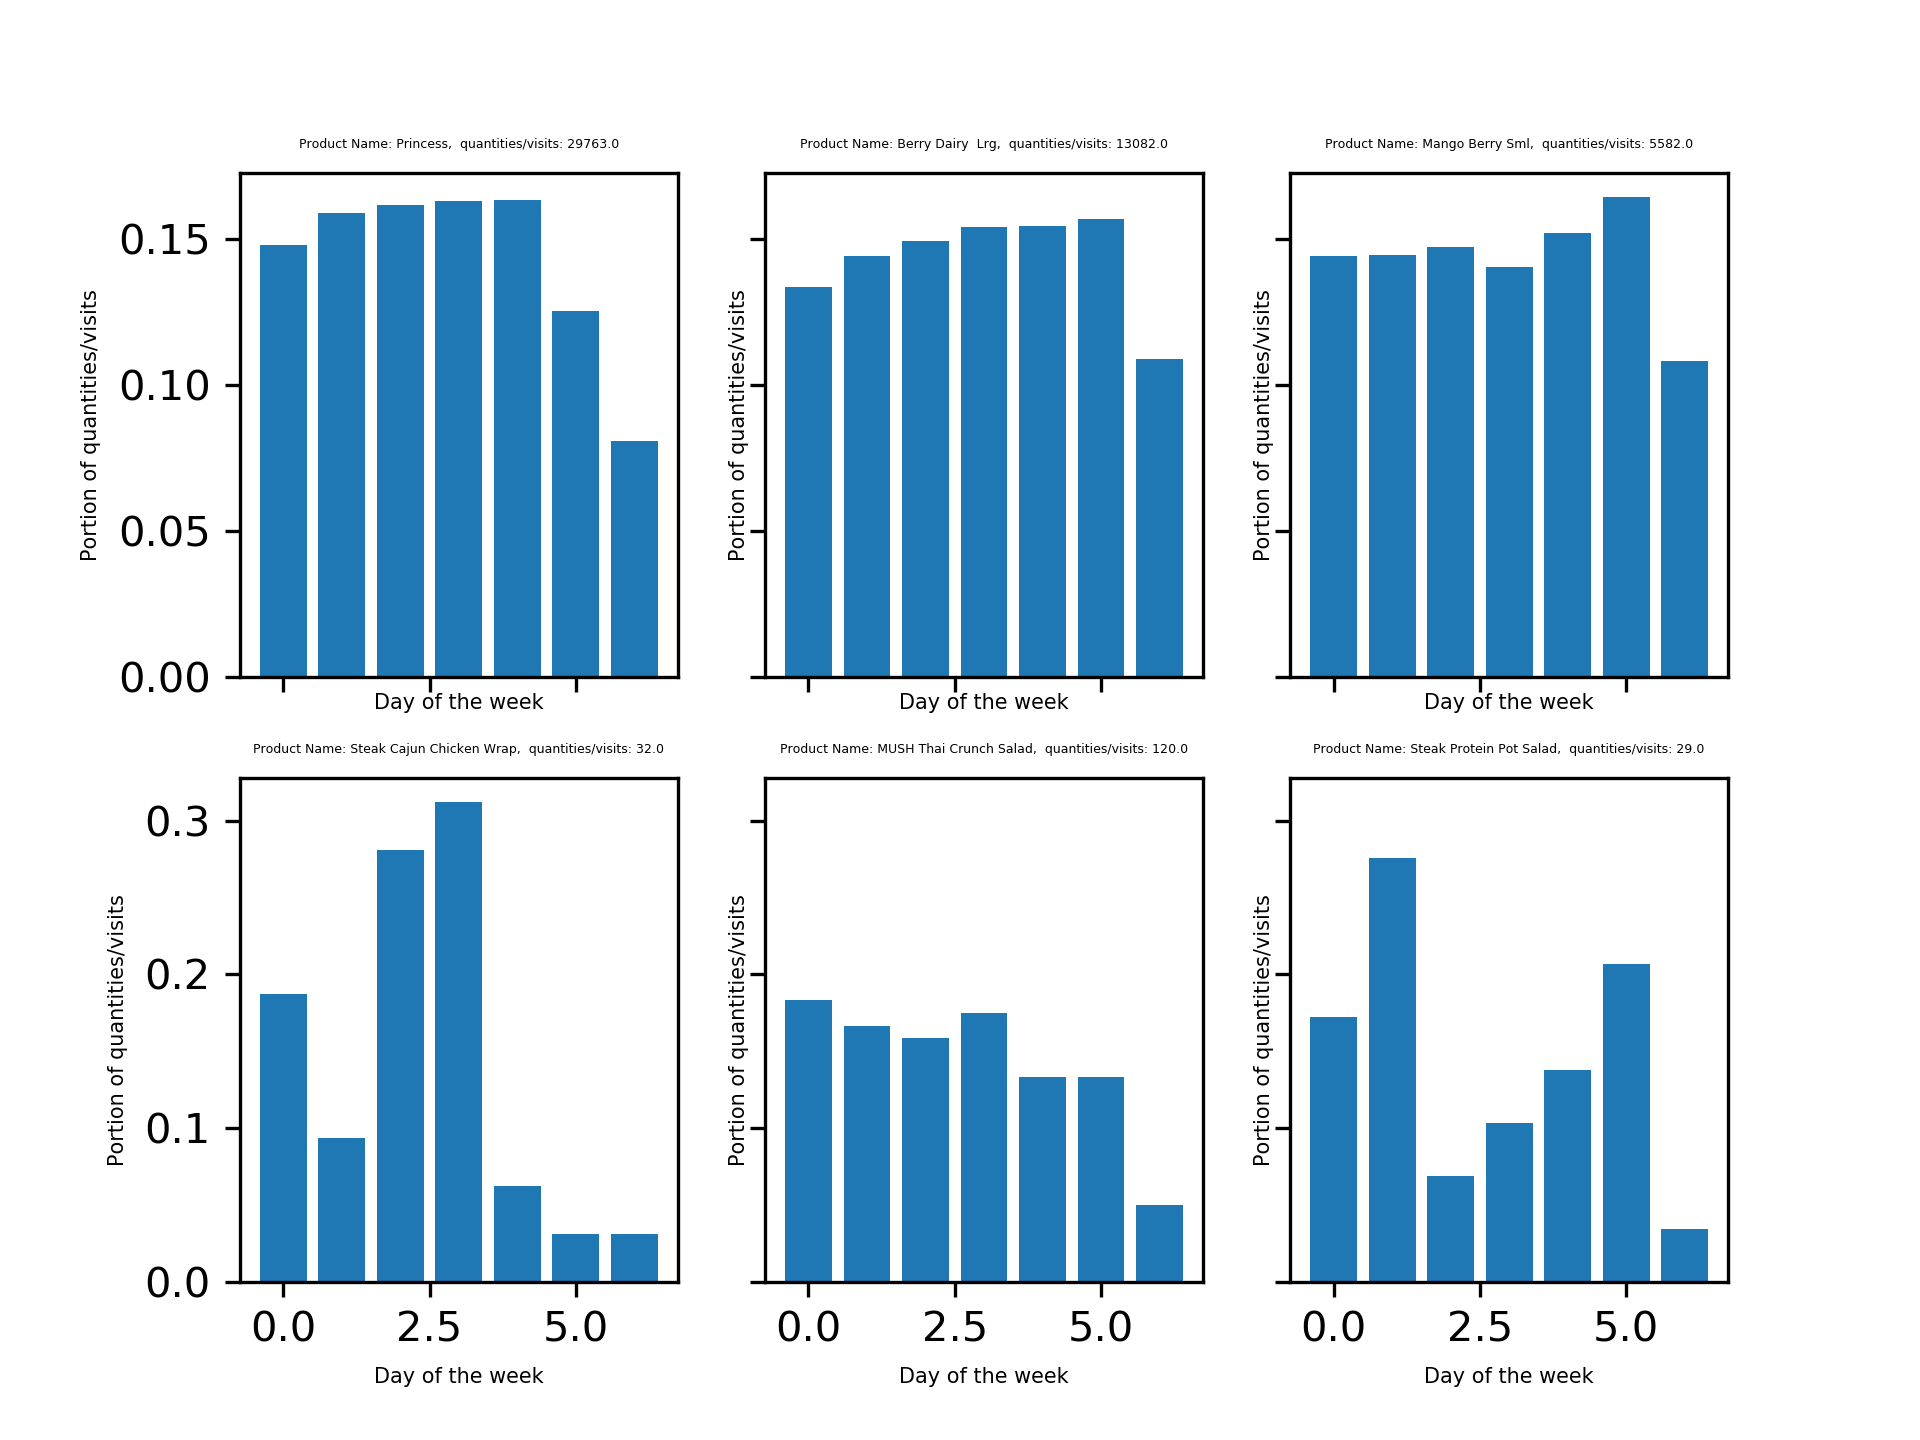 Product Name: Princess,  quantities/visits: 29763.0
Product Name: Berry Dairy  Lrg,  quantities/visits: 13082.0
Product Name: Mango Berry Sml,  quantities/visits: 5582.0
Portion of quantities/visits
0.15
0.10
0.05
0.00
Portion of quantities/visits
Portion of quantities/visits
Day of the week
Day of the week
Day of the week
Product Name: Steak Cajun Chicken Wrap,  quantities/visits: 32.0
Product Name: MUSH Thai Crunch Salad,  quantities/visits: 120.0
Product Name: Steak Protein Pot Salad,  quantities/visits: 29.0
Portion of quantities/visits
0.3
0.2
0.1
0.0
Portion of quantities/visits
Portion of quantities/visits
0.0 2.5 5.0
0.0 2.5 5.0
0.0 2.5 5.0
Day of the week
Day of the week
Day of the week